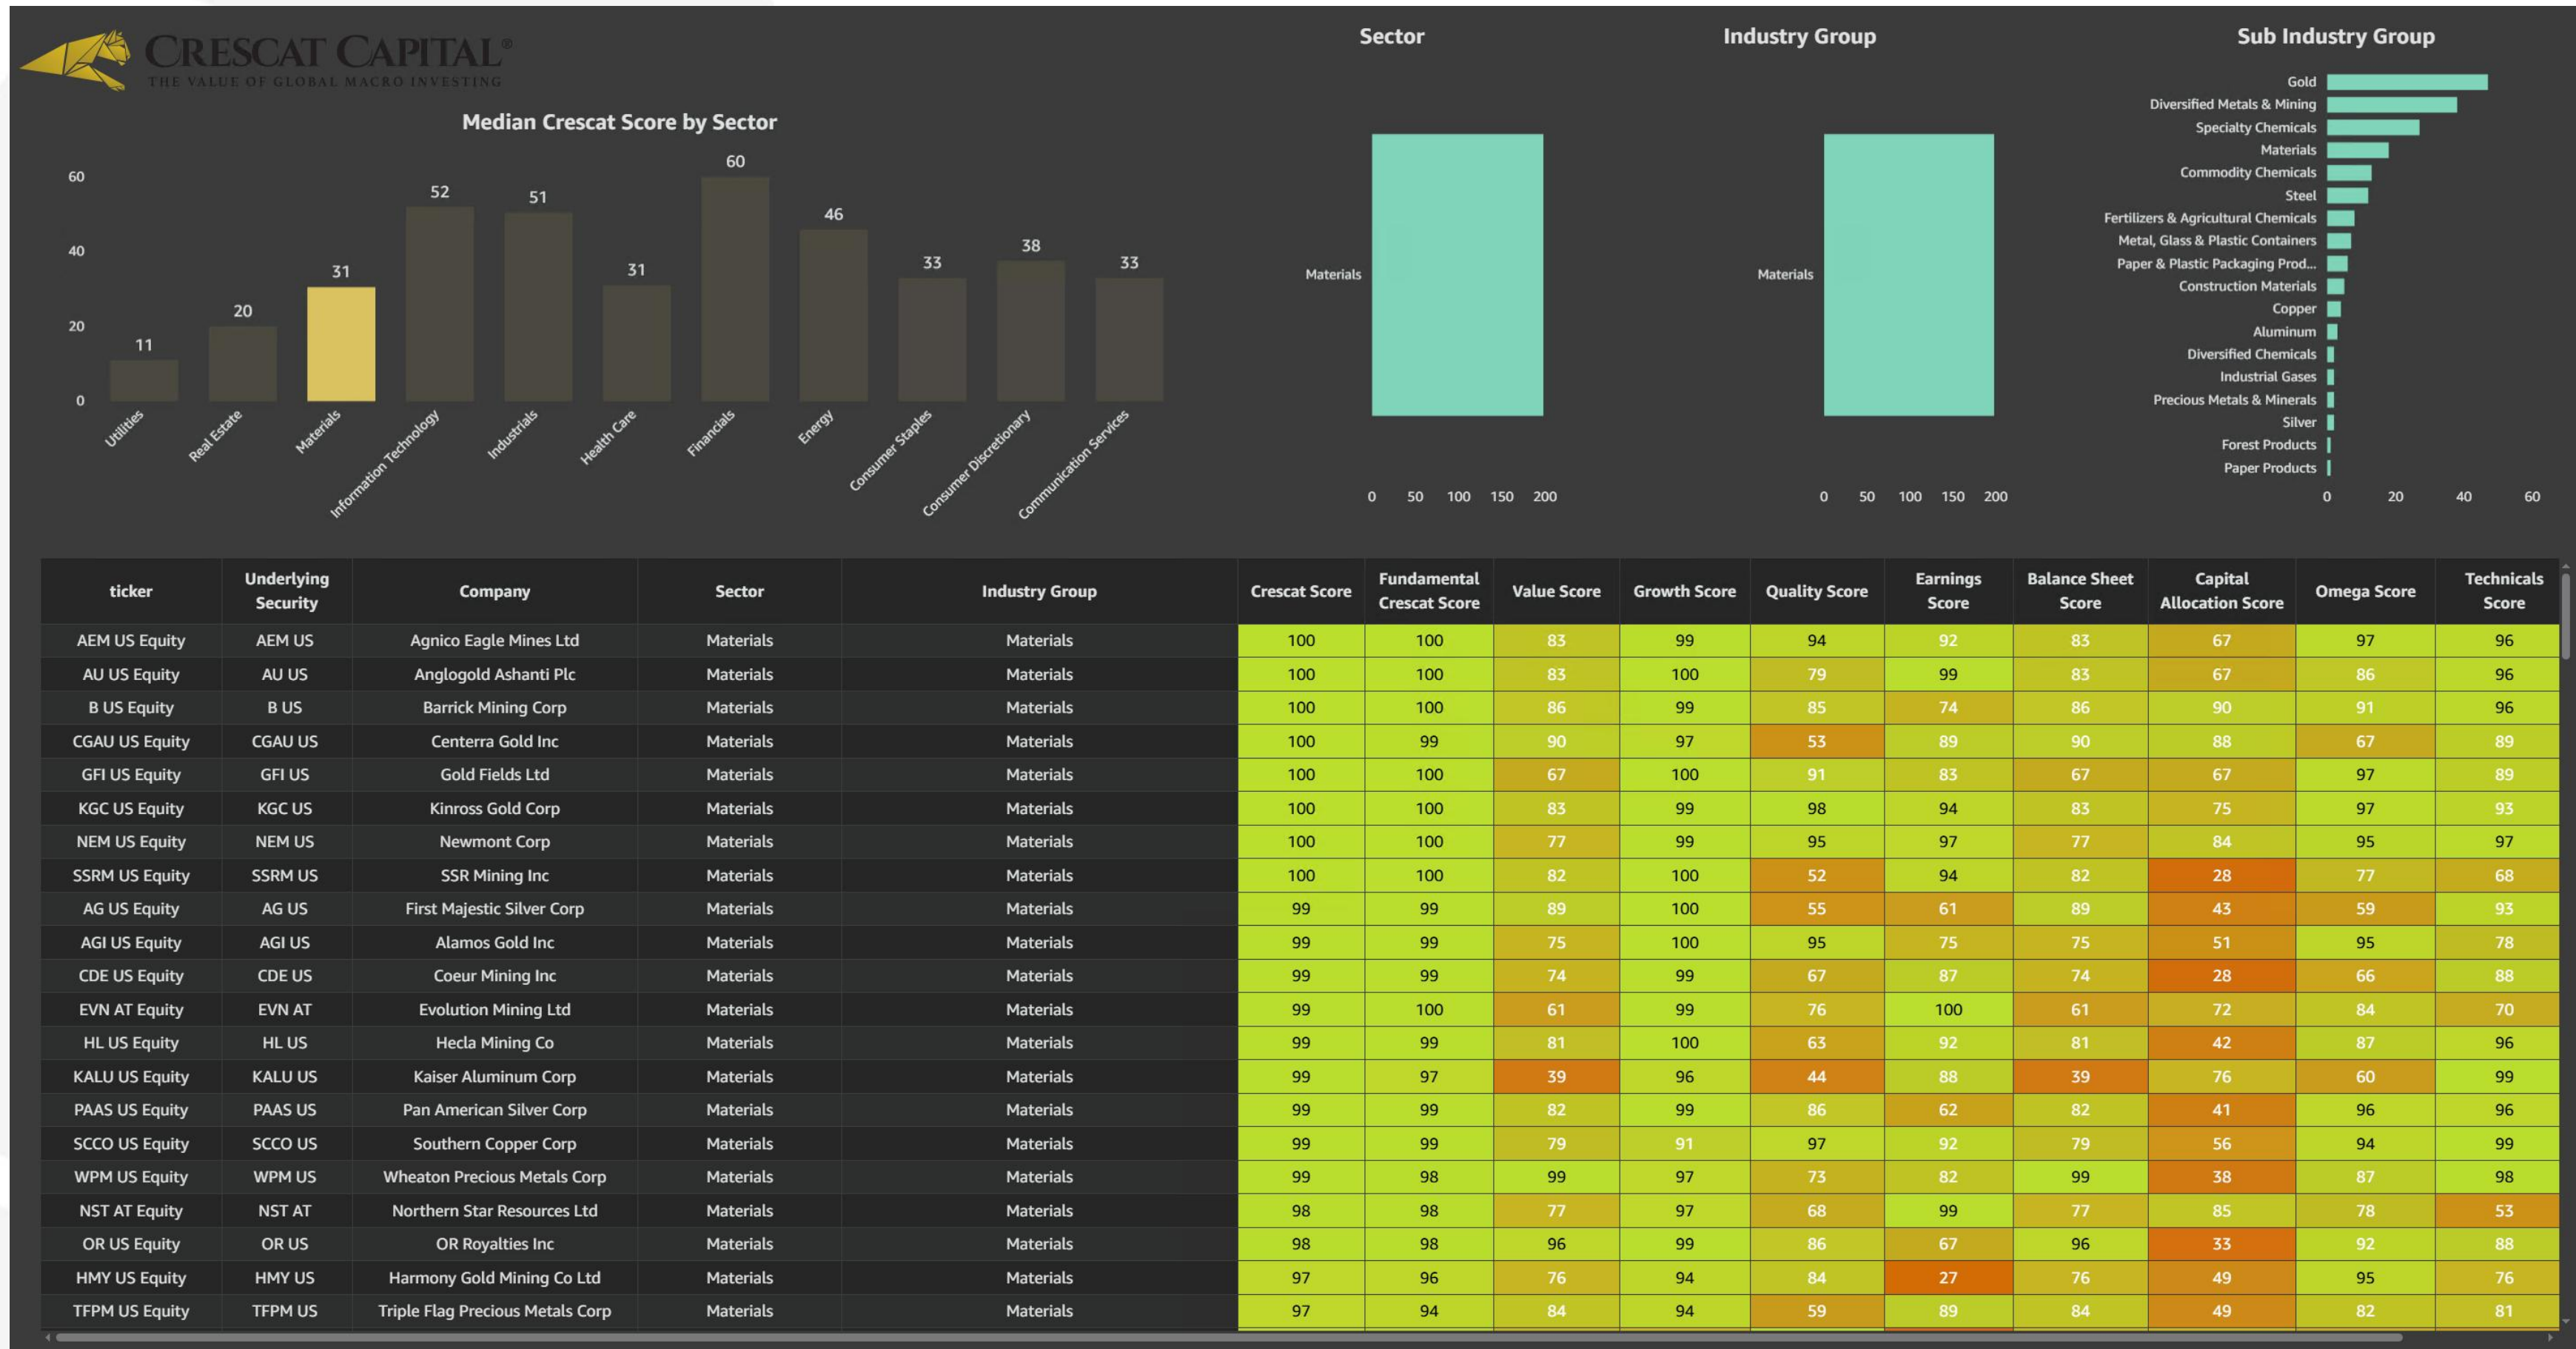 CRESCAT CAPITAL®
THE VALUE OF GLOBAL MACRO INVESTING
Median Crescat Score by Sector
60
40
20
0
11
20
31
52
51
31
60
46
33
38
33
Utilities
Real Estate
Materials
Information Technology
Industrials
Health Care
Financials
Energy
Consumer Staples
Consumer Discretionary
Communication Services
Sector
Materials
0 50 100 150 200
Industry Group
Materials
0 50 100 150 200
Sub Industry Group
Gold
Diversified Metals & Mining
Specialty Chemicals
Materials
Commodity Chemicals
Steel
Fertilizers & Agricultural Chemicals
Metal, Glass & Plastic Containers
Paper & Plastic Packaging Prod...
Construction Materials
Copper
Aluminum
Diversified Chemicals
Industrial Gases
Precious Metals & Minerals
Silver
Forest Products
Paper Products
0 20 40 60
ticker Underlying Security Company Sector Industry Group Crescat Score Fundamental Crescat Score Value Score Growth Score Quality Score Earnings Score Balance Sheet Score Capital Allocation Score Omega Score Technicals Score
AEM US Equity AEM US Agnico Eagle Mines Ltd Materials Materials 100 100 83 99 94 92 83 67 97 96
AU US Equity AU US Anglogold Ashanti Plc Materials Materials 100 100 83 100 79 99 83 67 86 96
B US Equity B US Barrick Mining Corp Materials Materials 100 100 86 99 85 74 86 90 91 96
CGAU US Equity CGAU US Centerra Gold Inc Materials Materials 100 99 90 97 53 89 90 88 67 89
GFI US Equity GFI US Gold Fields Ltd Materials Materials 100 100 67 100 91 83 67 67 97 89
KGC US Equity KGC US Kinross Gold Corp Materials Materials 100 100 83 99 98 94 83 75 97 93
NEM US Equity NEM US Newmont Corp Materials Materials 100 100 77 99 95 97 77 84 95 97
SSRM US Equity SSRM US SSR Mining Inc Materials Materials 100 100 82 100 52 94 82 28 77 68
AG US Equity AG US First Majestic Silver Corp Materials Materials 99 99 89 100 55 61 89 43 59 93
AGI US Equity AGI US Alamos Gold Inc Materials Materials 99 99 75 100 95 75 75 51 95 78
CDE US Equity CDE US Coeur Mining Inc Materials Materials 99 99 74 99 67 87 74 28 66 88
EVN AT Equity EVN AT Evolution Mining Ltd Materials Materials 99 100 61 99 76 100 61 72 84 70
HL US Equity HL US Hecla Mining Co Materials Materials 99 99 81 100 63 92 81 42 87 96
KALU US Equity KALU US Kaiser Aluminum Corp Materials Materials 99 97 39 96 44 88 39 76 60 99
PAAS US Equity PAAS US Pan American Silver Corp Materials Materials 99 99 82 99 86 62 82 41 96 96
SCCO US Equity SCCO US Southern Copper Corp Materials Materials 99 99 79 91 97 92 79 56 94 99
WPM US Equity WPM US Wheaton Precious Metals Corp Materials Materials 99 98 99 97 73 82 99 38 87 98
NST AT Equity NST AT Northern Star Resources Ltd Materials Materials 98 98 77 97 68 99 77 85 78 53
OR US Equity OR US OR Royalties Inc Materials Materials 98 98 96 99 86 67 96 33 92 88
HMY US Equity HMY US Harmony Gold Mining Co Ltd Materials Materials 97 96 76 94 84 27 76 49 95 76
TFPM US Equity TFPM US Triple Flag Precious Metals Corp Materials Materials 97 94 84 94 59 89 84 49 82 81